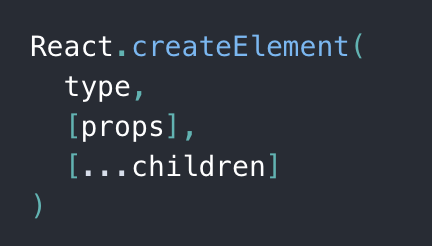 React.createElement(
  type,
  [props],
  [...children]
)